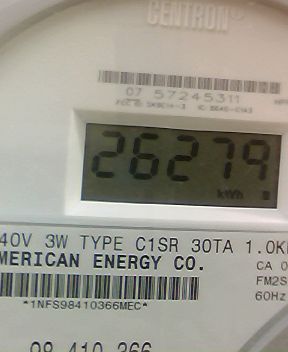 CENTRON
07 57245311
26279
kWh
40V 3W TYPE C1SR 30TA 1.0K
MERICAN ENERGY CO.
CA 0
FM2S
60Hz
*1NFS98410366MEC*
98 410 366